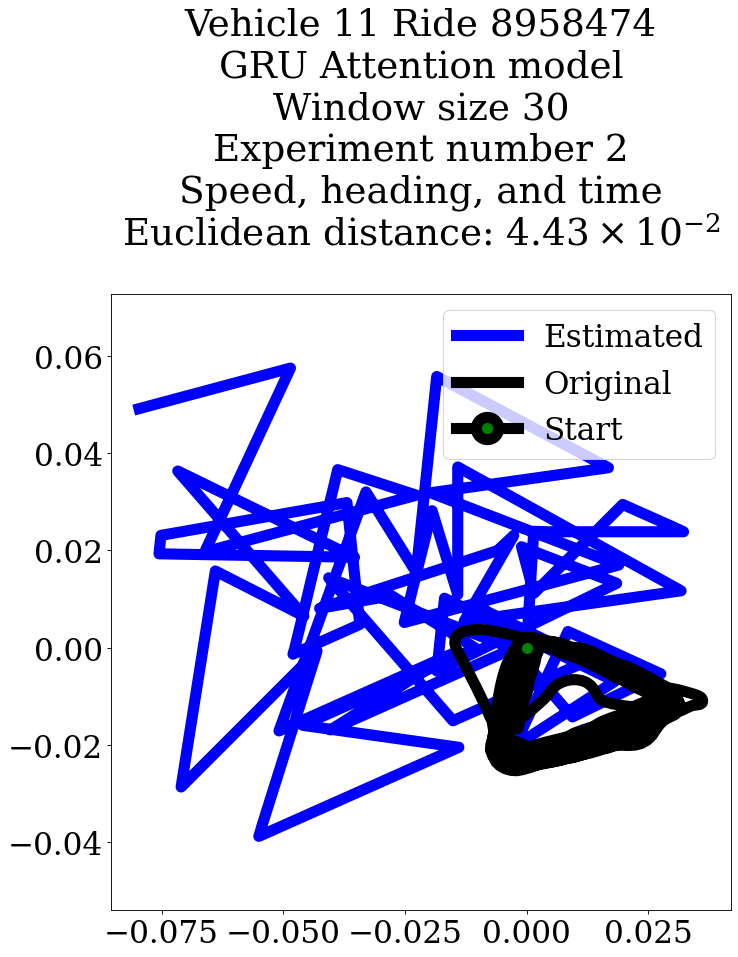 Vehicle 11 Ride 8958474
GRU Attention model
Window size 30
Experiment number 2
Speed, heading, and time
Euclidean distance: 4.43 × 10⁻²
Estimated
Original
Start
0.06
0.04
0.02
0.00
−0.02
−0.04
−0.075 −0.050 −0.025 0.000 0.025